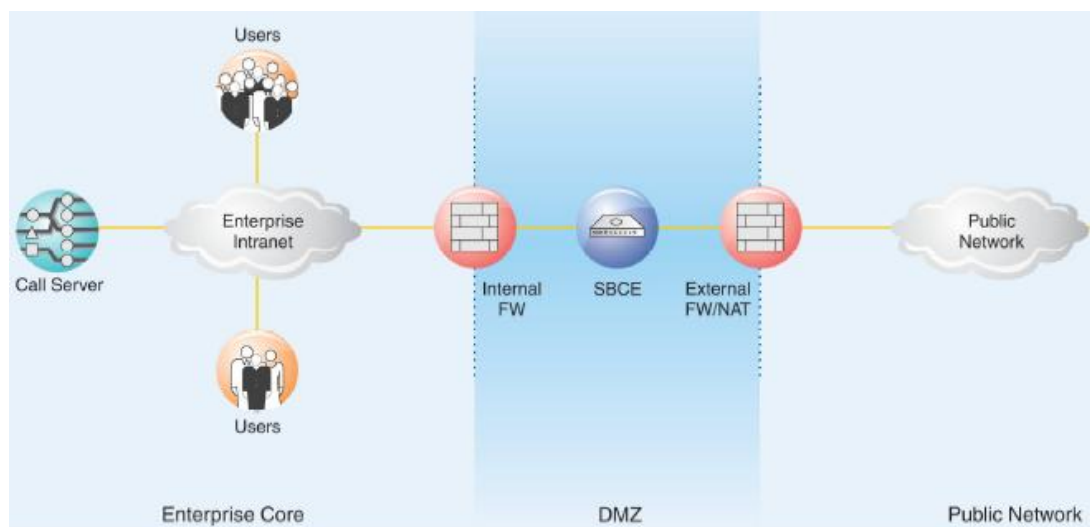 Users
Enterprise
Intranet
Call Server
Users
Internal
FW
SBCE
External
FW/NAT
Public
Network
Enterprise Core
DMZ
Public Network